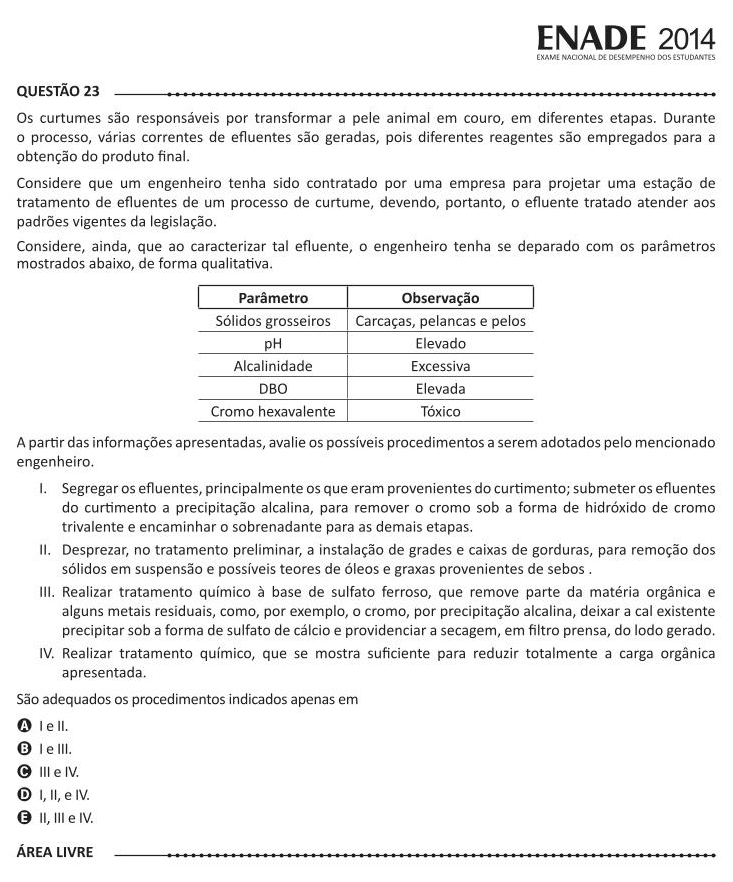 ENADE 2014
EXAME NACIONAL DE DESEMPENHO DOS ESTUDANTES
QUESTÃO 23
Os curtumes são responsáveis por transformar a pele animal em couro, em diferentes etapas. Durante
o processo, várias correntes de efluentes são geradas, pois diferentes reagentes são empregados para a
obtenção do produto final.
Considere que um engenheiro tenha sido contratado por uma empresa para projetar uma estação de
tratamento de efluentes de um processo de curtume, devendo, portanto, o efluente tratado atender aos
padrões vigentes da legislação.
Considere, ainda, que ao caracterizar tal efluente, o engenheiro tenha se deparado com os parâmetros
mostrados abaixo, de forma qualitativa.
Parâmetro Observação
Sólidos grosseiros Carcaças, pelancas e pelos
pH Elevado
Alcalinidade Excessiva
DBO Elevada
Cromo hexavalente Tóxico
A partir das informações apresentadas, avalie os possíveis procedimentos a serem adotados pelo mencionado
engenheiro.
I. Segregar os efluentes, principalmente os que eram provenientes do curtimento; submeter os efluentes
do curtimento a precipitação alcalina, para remover o cromo sob a forma de hidróxido de cromo
trivalente e encaminhar o sobrenadante para as demais etapas.
II. Desprezar, no tratamento preliminar, a instalação de grades e caixas de gorduras, para remoção dos
sólidos em suspensão e possíveis teores de óleos e graxas provenientes de sebos .
III. Realizar tratamento químico à base de sulfato ferroso, que remove parte da matéria orgânica e
alguns metais residuais, como, por exemplo, o cromo, por precipitação alcalina, deixar a cal existente
precipitar sob a forma de sulfato de cálcio e providenciar a secagem, em filtro prensa, do lodo gerado.
IV. Realizar tratamento químico, que se mostra suficiente para reduzir totalmente a carga orgânica
apresentada.
São adequados os procedimentos indicados apenas em
A I e II.
B I e III.
C III e IV.
D I, II, e IV.
E II, III e IV.
ÁREA LIVRE